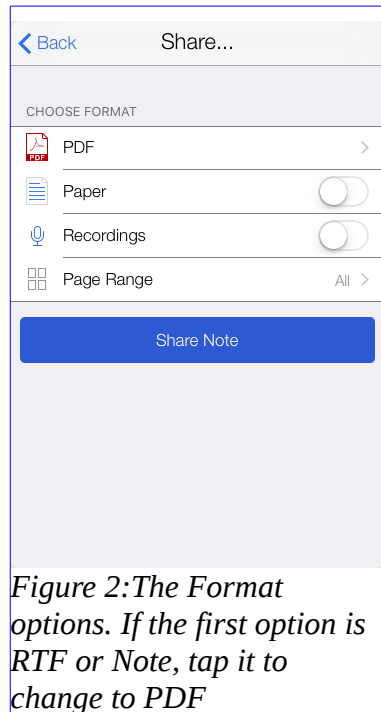 Back Share...
CHOOSE FORMAT
PDF PDF
Paper
Recordings
Page Range All
Share Note
Figure 2:The Format
options. If the first option is
RTF or Note, tap it to
change to PDF